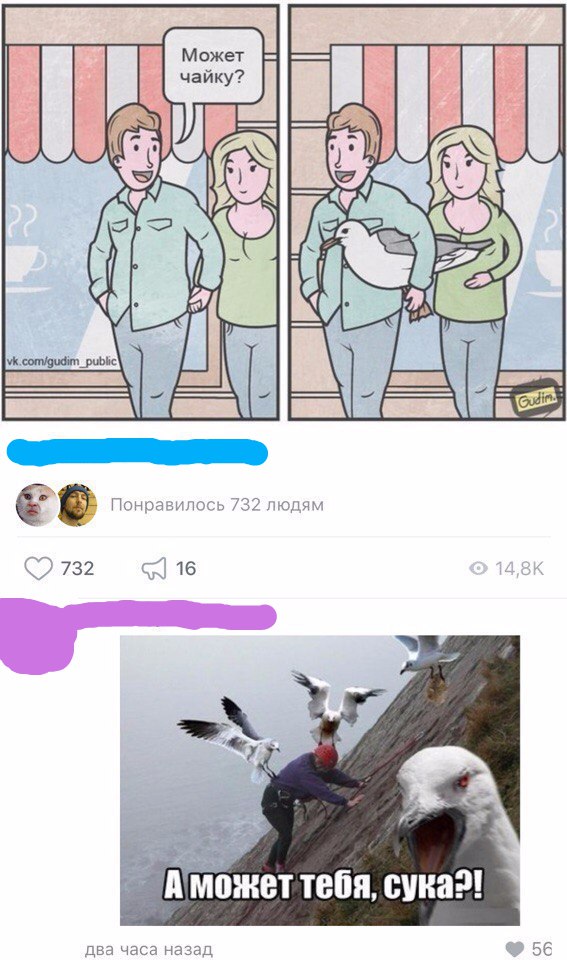 Может
чайку?
vk.com/gudim_public
Gudim.
Понравилось 732 людям
732
16
14,8K
А может тебя, сука?!
два часа назад
56